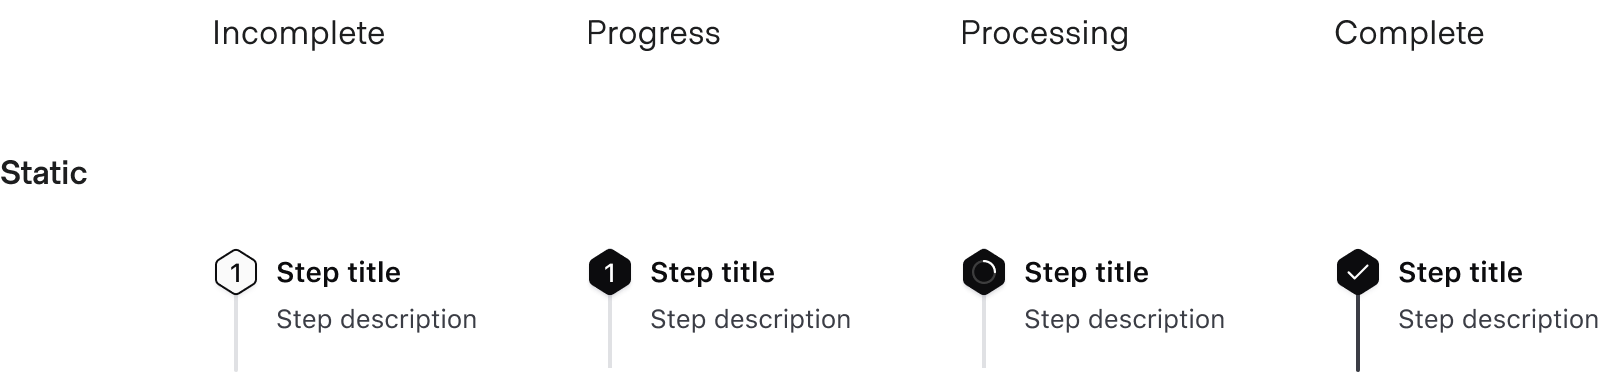 Incomplete Progress Processing Complete
Static
1 Step title 1 Step title Step title Step title
Step description Step description Step description Step description